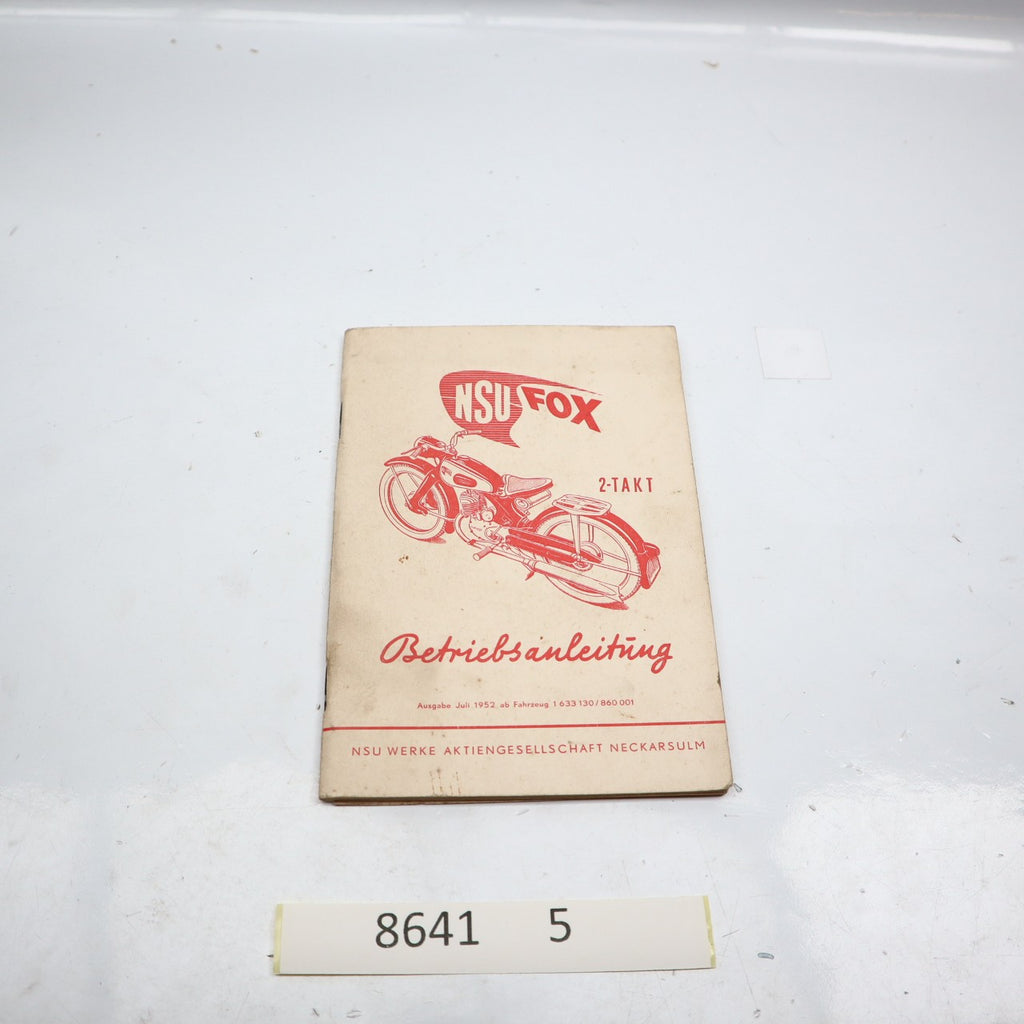 NSU FOX
2-TAKT
Betriebsanleitung
Ausgabe Juli 1952 ab Fahrzeug 1 633 130/860 001
NSU WERKE AKTIENGESELLSCHAFT NECKARSULM
8641 5